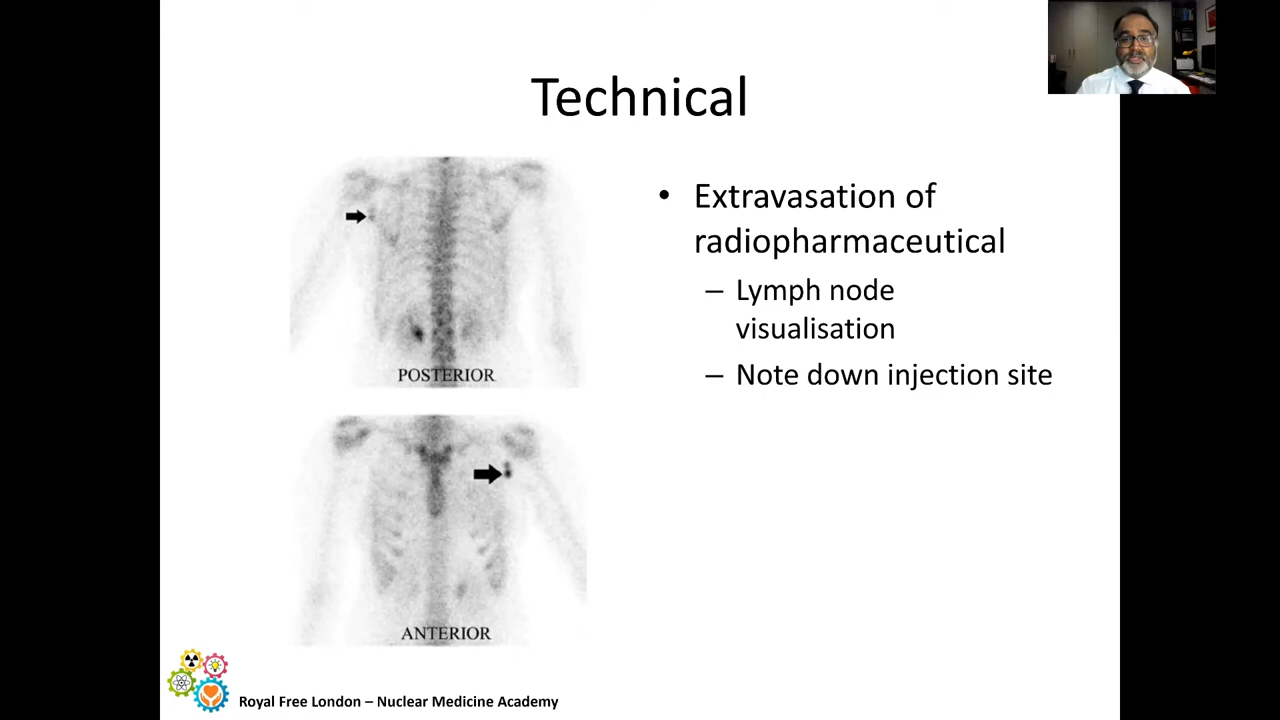 Technical
• Extravasation of
radiopharmaceutical
– Lymph node
visualisation
– Note down injection site
POSTERIOR
ANTERIOR
Royal Free London – Nuclear Medicine Academy